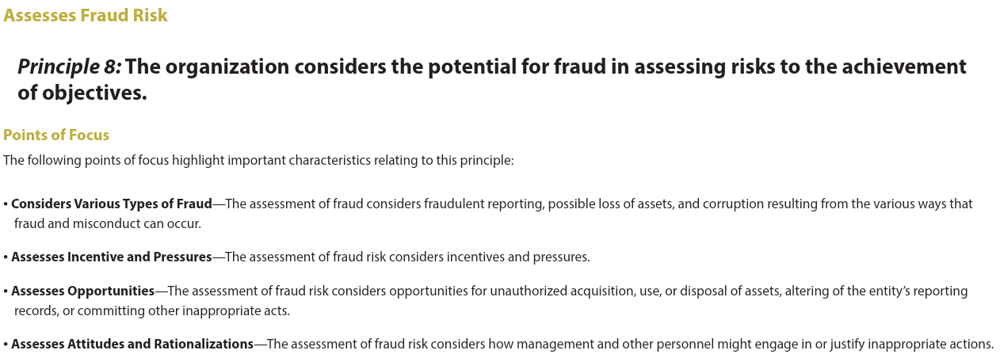 Assesses Fraud Risk
Principle 8: The organization considers the potential for fraud in assessing risks to the achievement
of objectives.
Points of Focus
The following points of focus highlight important characteristics relating to this principle:
• Considers Various Types of Fraud—The assessment of fraud considers fraudulent reporting, possible loss of assets, and corruption resulting from the various ways that
fraud and misconduct can occur.
• Assesses Incentive and Pressures—The assessment of fraud risk considers incentives and pressures.
• Assesses Opportunities—The assessment of fraud risk considers opportunities for unauthorized acquisition, use, or disposal of assets, altering of the entity’s reporting
records, or committing other inappropriate acts.
• Assesses Attitudes and Rationalizations—The assessment of fraud risk considers how management and other personnel might engage in or justify inappropriate actions.